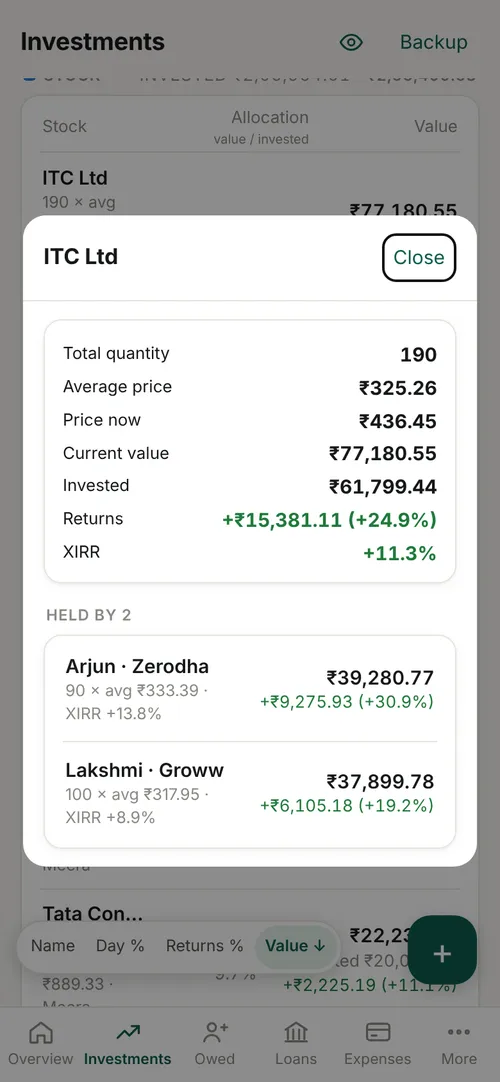 Investments
Backup
Stock
Allocation
Value
value / invested
ITC Ltd
190 × avg
₹77,180.55
ITC Ltd
Close
Total quantity
190
Average price
₹325.26
Price now
₹436.45
Current value
₹77,180.55
Invested
₹61,799.44
Returns
+₹15,381.11 (+24.9%)
XIRR
+11.3%
HELD BY 2
Arjun · Zerodha
90 × avg ₹333.39 ·
XIRR +13.8%
₹39,280.77
+₹9,275.93 (+30.9%)
Lakshmi · Groww
100 × avg ₹317.95 ·
XIRR +8.9%
₹37,899.78
+₹6,105.18 (+19.2%)
Meera
Tata Con...
Name
Day %
Returns %
Value ↓
₹889.33 ·
+₹2,225.19 (+11.1%)
Meera
Overview
Investments
Owed
Loans
Expenses
More